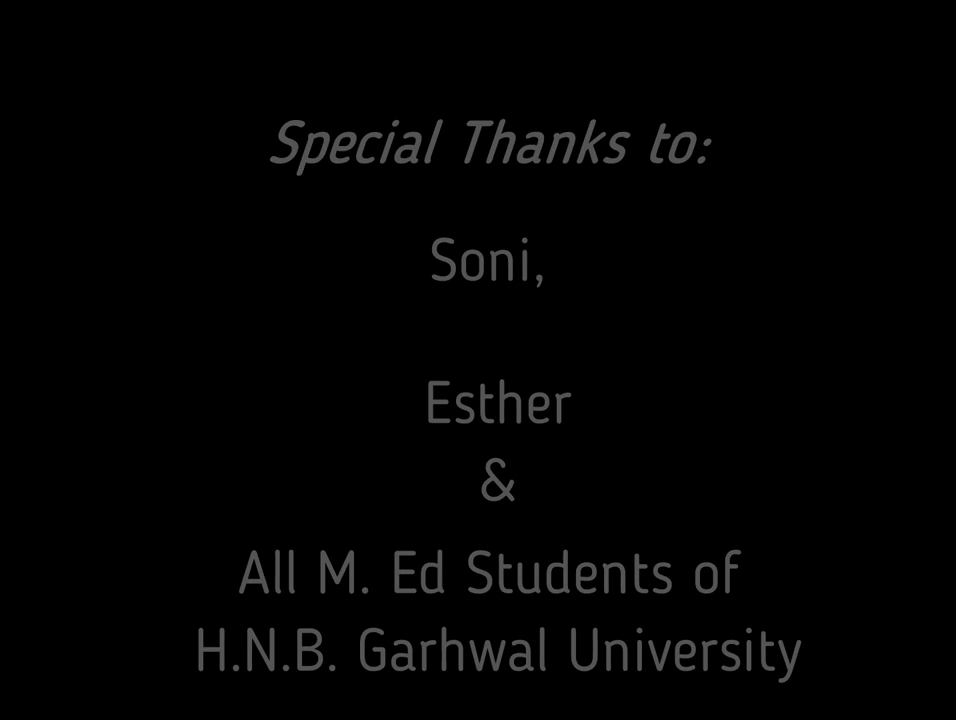 Special Thanks to:
Soni,
Esther
&
All M. Ed Students of
H.N.B. Garhwal University